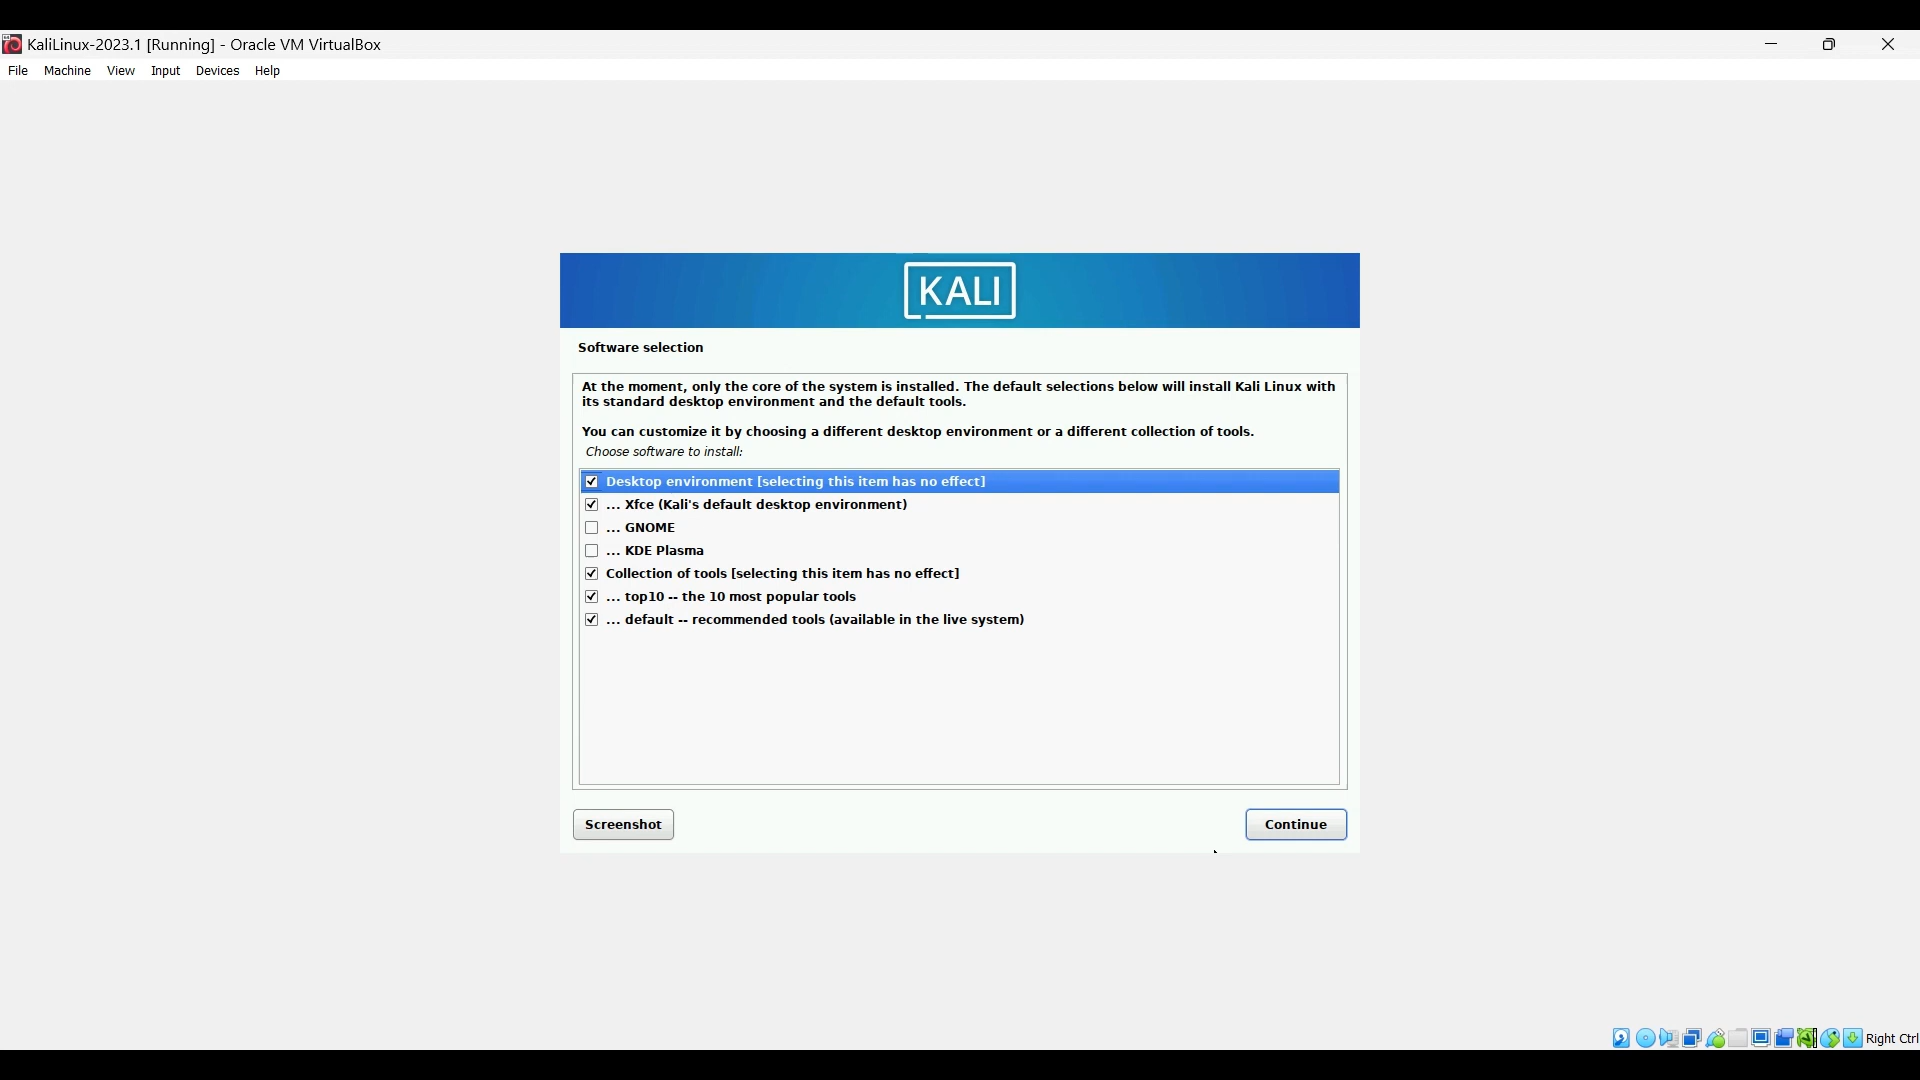 KaliLinux-2023.1 [Running] - Oracle VM VirtualBox
File Machine View Input Devices Help
KALI
Software selection
At the moment, only the core of the system is installed. The default selections below will install Kali Linux with
its standard desktop environment and the default tools.
You can customize it by choosing a different desktop environment or a different collection of tools.
Choose software to install:
Desktop environment [selecting this item has no effect]
... Xfce (Kali's default desktop environment)
... GNOME
... KDE Plasma
Collection of tools [selecting this item has no effect]
... top10 -- the 10 most popular tools
... default -- recommended tools (available in the live system)
Screenshot Continue
Right Ctrl